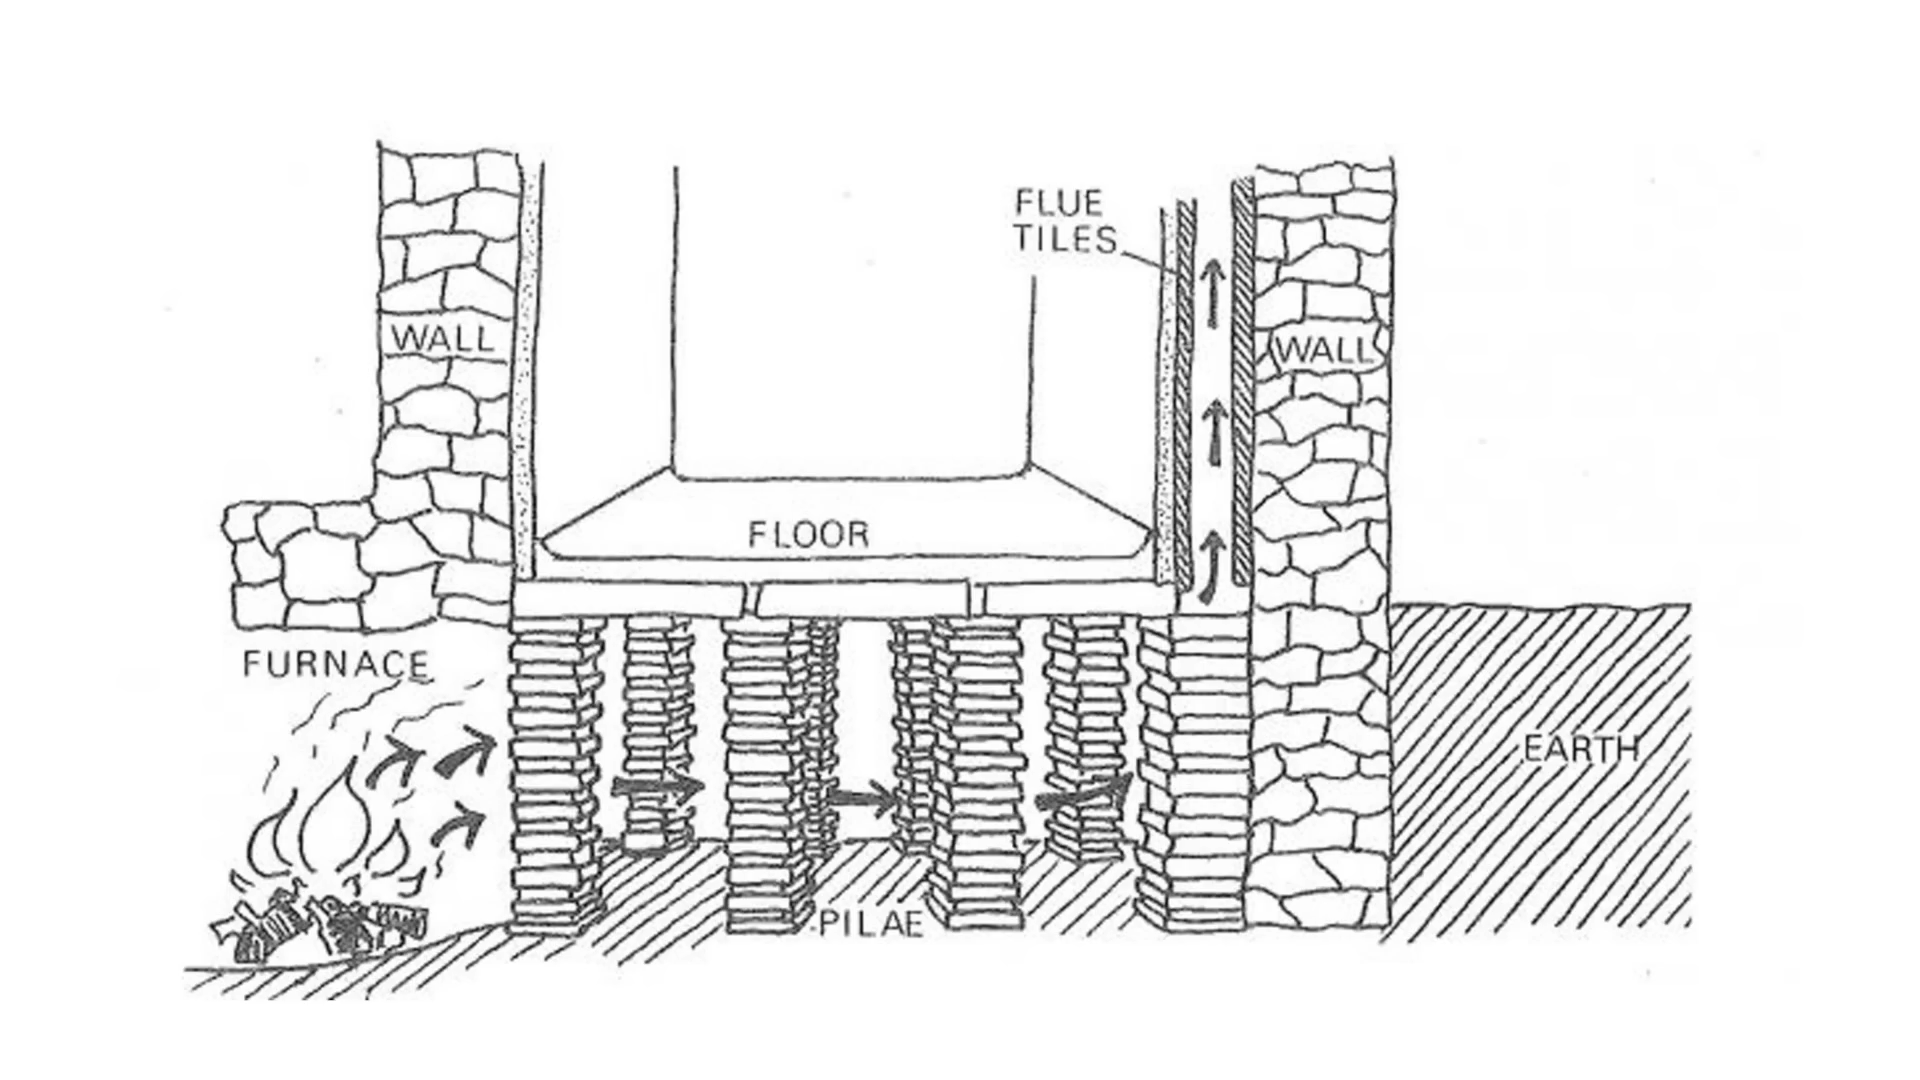 FLUE
TILES
WALL
WALL
FLOOR
FURNACE
EARTH
PILAE